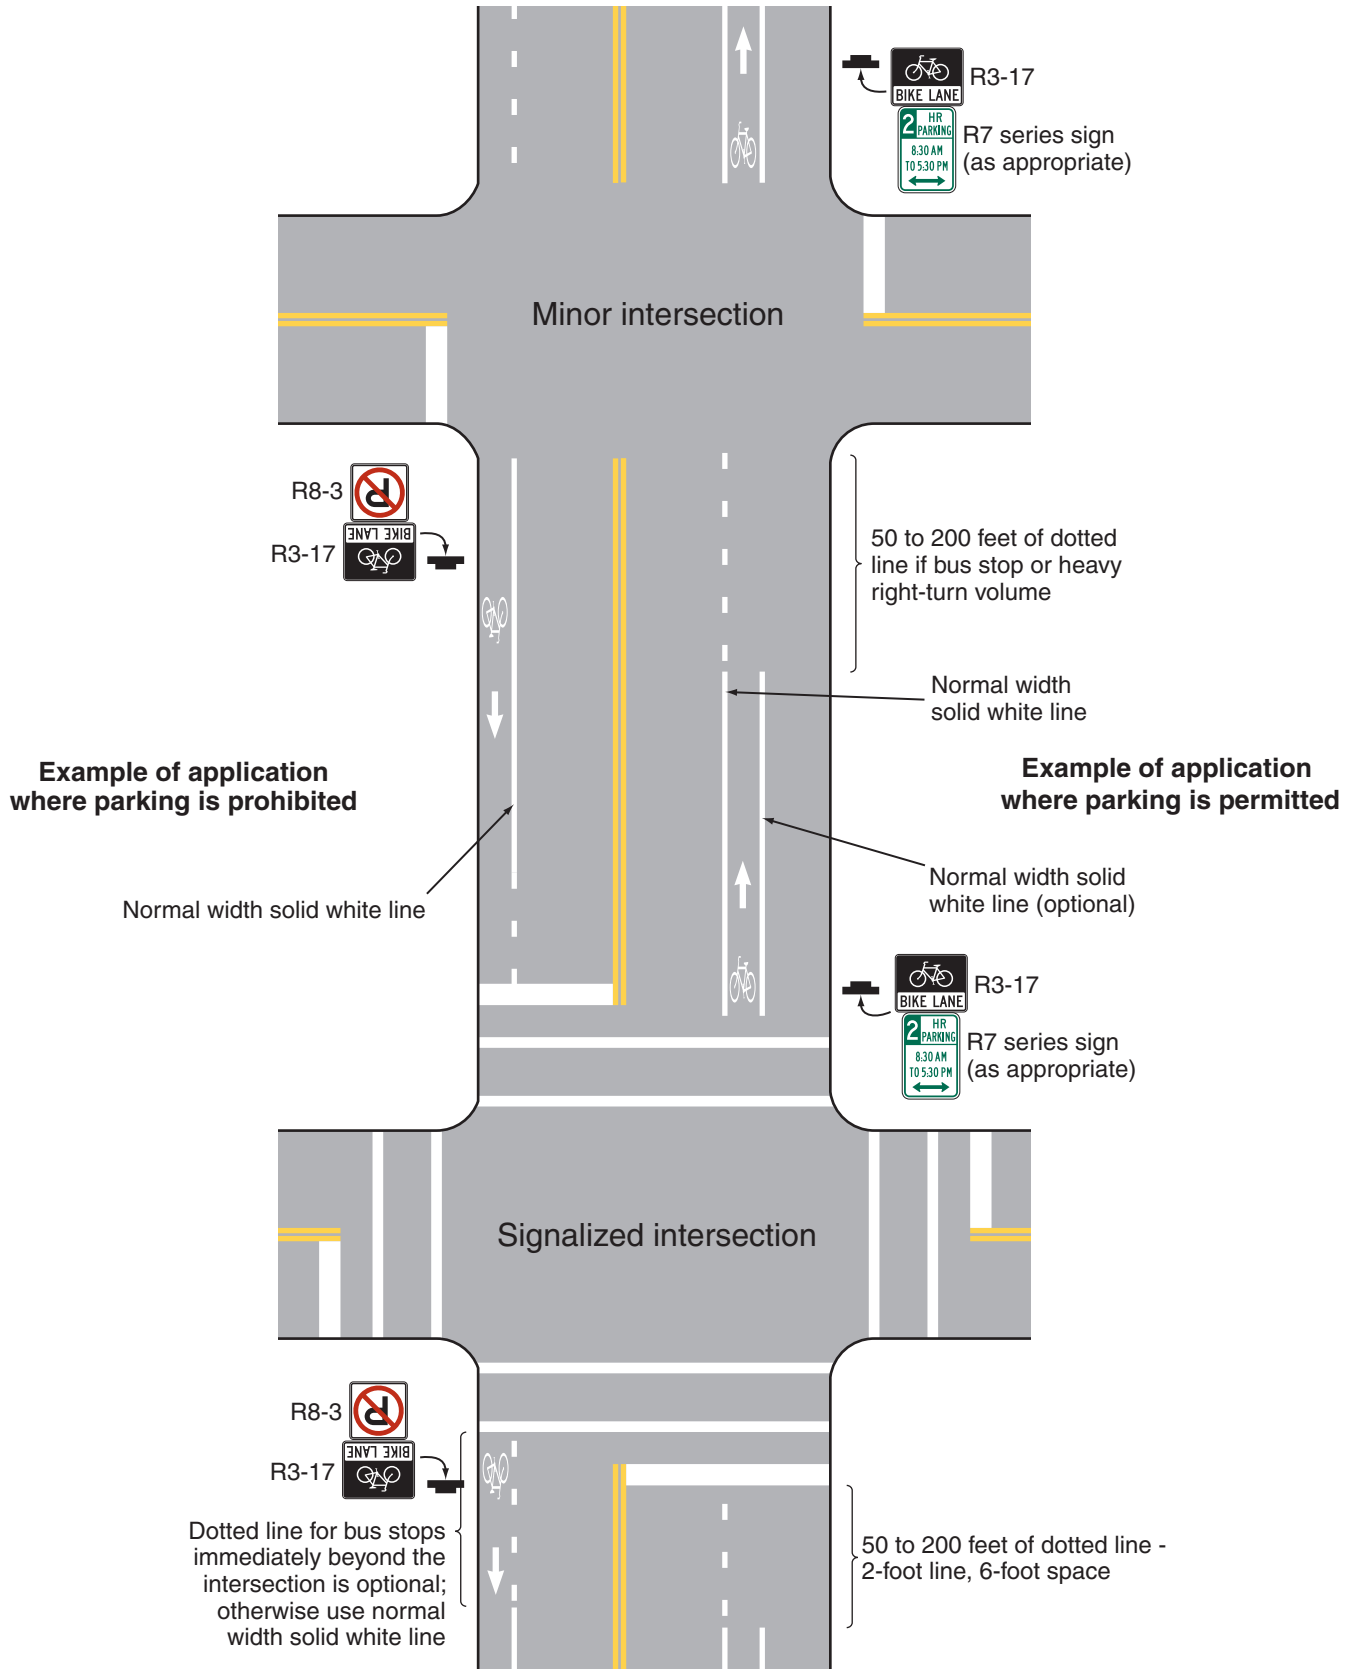 BIKE LANE
R3-17
2 HR
PARKING
8:30 AM
TO 5:30 PM
R7 series sign
(as appropriate)
Minor intersection
R8-3
P
R3-17
BIKE LANE
50 to 200 feet of dotted
line if bus stop or heavy
right-turn volume
Normal width
solid white line
Example of application
where parking is prohibited
Example of application
where parking is permitted
Normal width solid white line
Normal width solid
white line (optional)
BIKE LANE
R3-17
2 HR
PARKING
8:30 AM
TO 5:30 PM
R7 series sign
(as appropriate)
Signalized intersection
R8-3
P
R3-17
BIKE LANE
Dotted line for bus stops
immediately beyond the
intersection is optional;
otherwise use normal
width solid white line
50 to 200 feet of dotted line -
2-foot line, 6-foot space